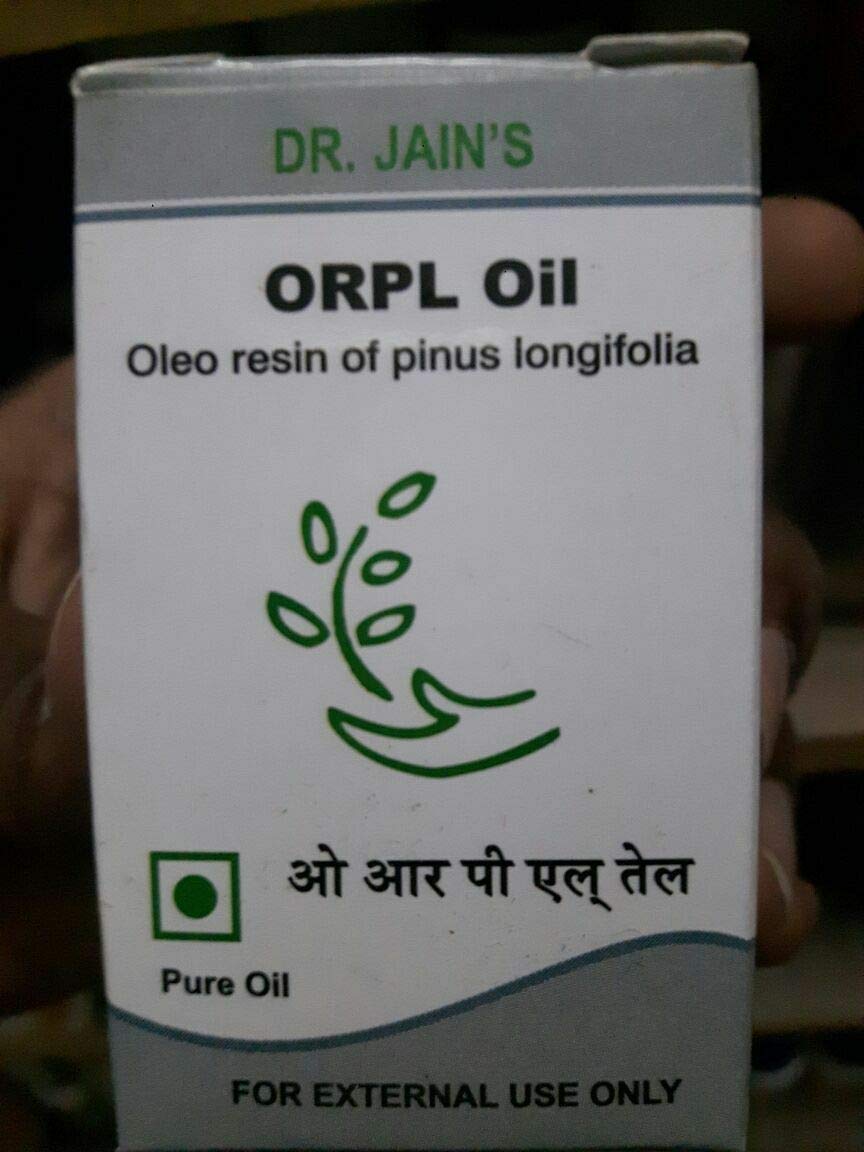 DR. JAIN'S
ORPL Oil
Oleo resin of pinus longifolia
ओ आर पी एल् तेल
Pure Oil
FOR EXTERNAL USE ONLY